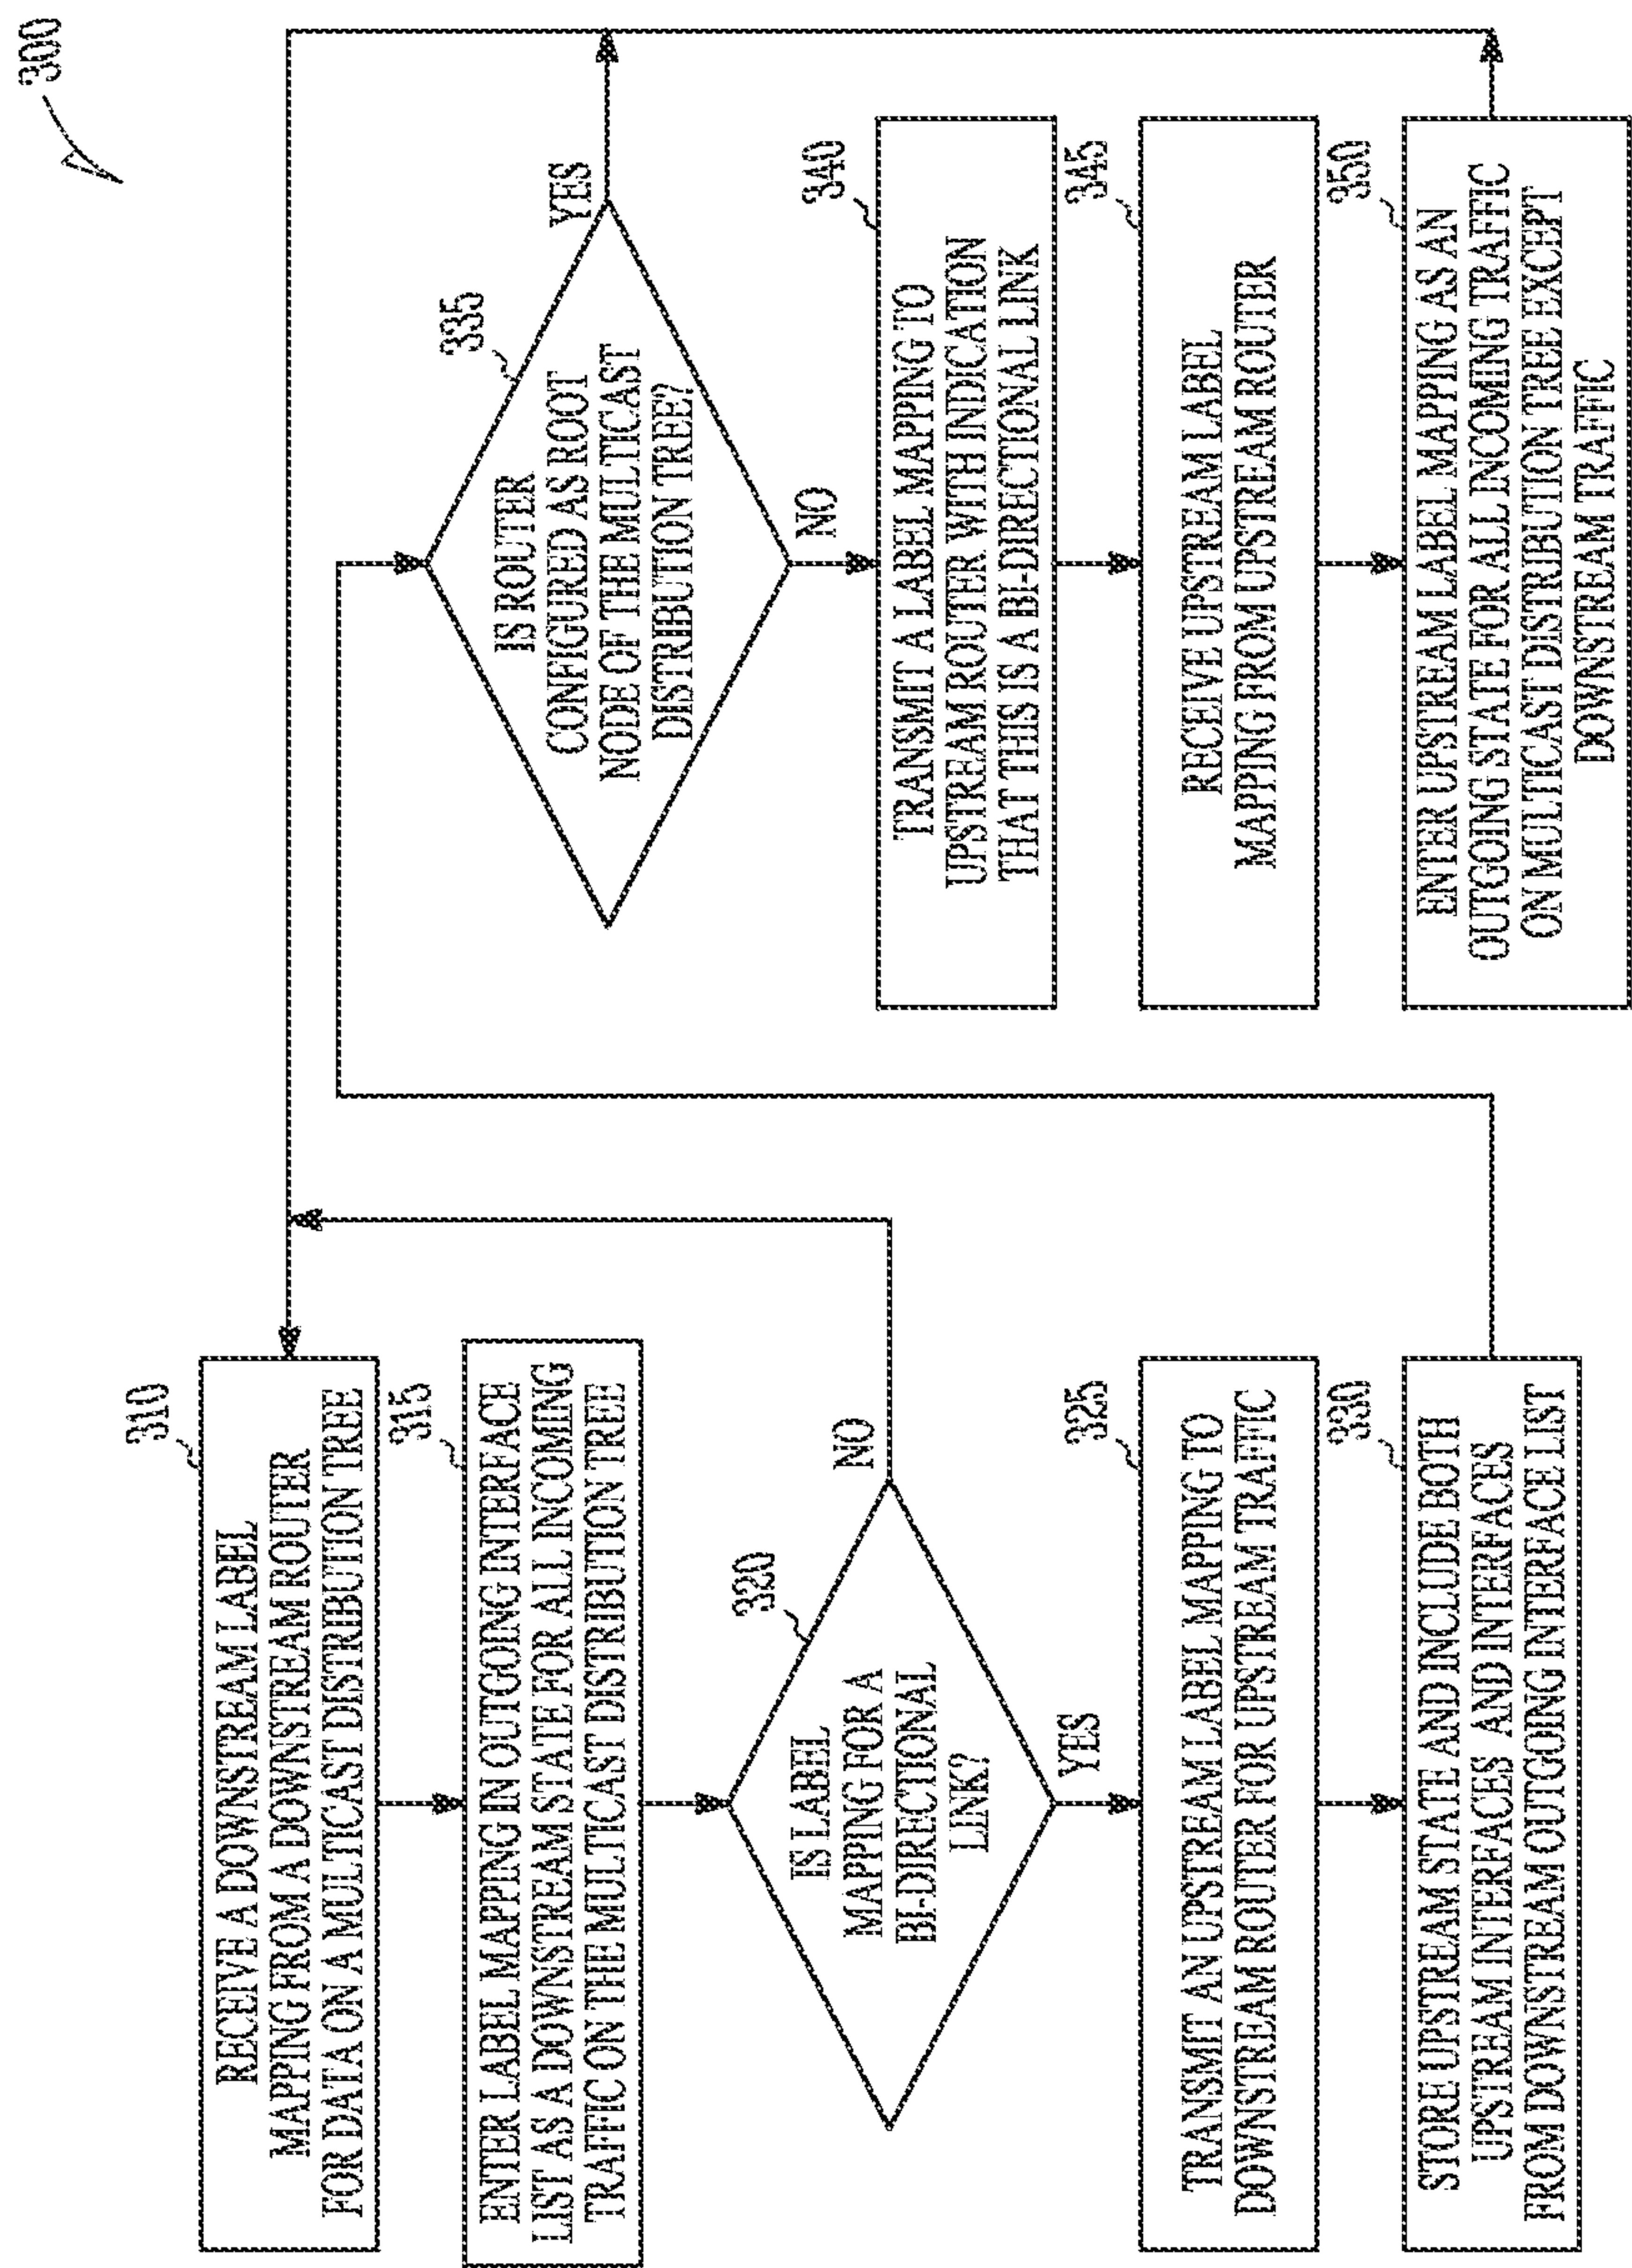 300
310
RECEIVE A DOWNSTREAM LABEL
MAPPING FROM A DOWNSTREAM ROUTER
FOR DATA ON A MULTICAST DISTRIBUTION TREE
315
ENTER LABEL MAPPING IN OUTGOING INTERFACE
LIST AS A DOWNSTREAM STATE FOR ALL INCOMING
TRAFFIC ON THE MULTICAST DISTRIBUTION TREE
320
IS LABEL
MAPPING FOR A
BI-DIRECTIONAL
LINK?
NO
YES
325
TRANSMIT AN UPSTREAM LABEL MAPPING TO
DOWNSTREAM ROUTER FOR UPSTREAM TRAFFIC
330
STORE UPSTREAM STATE AND INCLUDE BOTH
UPSTREAM INTERFACES AND INTERFACES
FROM DOWNSTREAM OUTGOING INTERFACE LIST
335
IS ROUTER
CONFIGURED AS ROOT
NODE OF THE MULTICAST
DISTRIBUTION TREE?
YES
NO
340
TRANSMIT A LABEL MAPPING TO
UPSTREAM ROUTER WITH INDICATION
THAT THIS IS A BI-DIRECTIONAL LINK
345
RECEIVE UPSTREAM LABEL
MAPPING FROM UPSTREAM ROUTER
350
ENTER UPSTREAM LABEL MAPPING AS AN
OUTGOING STATE FOR ALL INCOMING TRAFFIC
ON MULTICAST DISTRIBUTION TREE EXCEPT
DOWNSTREAM TRAFFIC